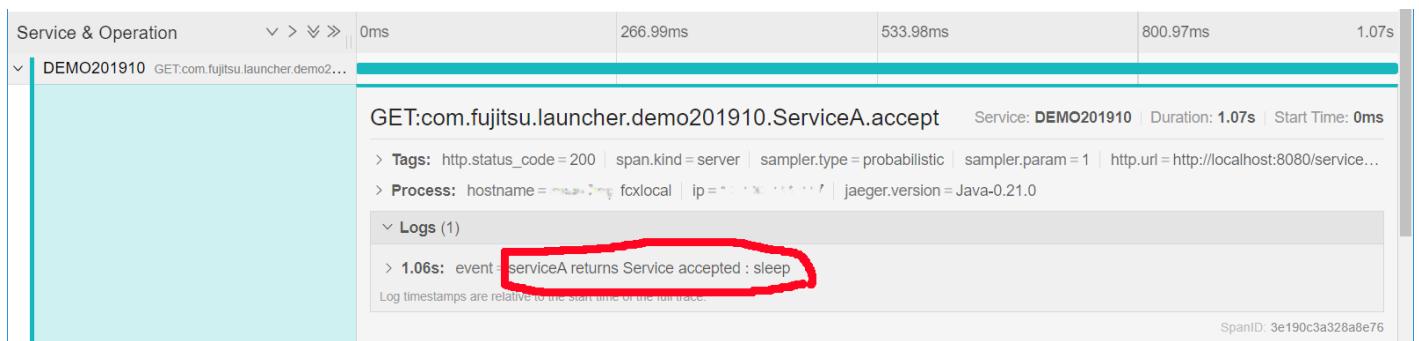 Service & Operation 0ms 266.99ms 533.98ms 800.97ms 1.07s
DEMO201910 GET:com.fujitsu.launcher.demo2...
GET:com.fujitsu.launcher.demo201910.ServiceA.accept Service: DEMO201910 Duration: 1.07s Start Time: 0ms
Tags: http.status_code = 200 span.kind = server sampler.type = probabilistic sampler.param = 1 http.url = http://localhost:8080/service...
Process: hostname = fcxlocal ip = jaeger.version = Java-0.21.0
Logs (1)
1.06s: event = serviceA returns Service accepted : sleep
Log timestamps are relative to the start time of the full trace.
SpanID: 3e190c3a328a8e76